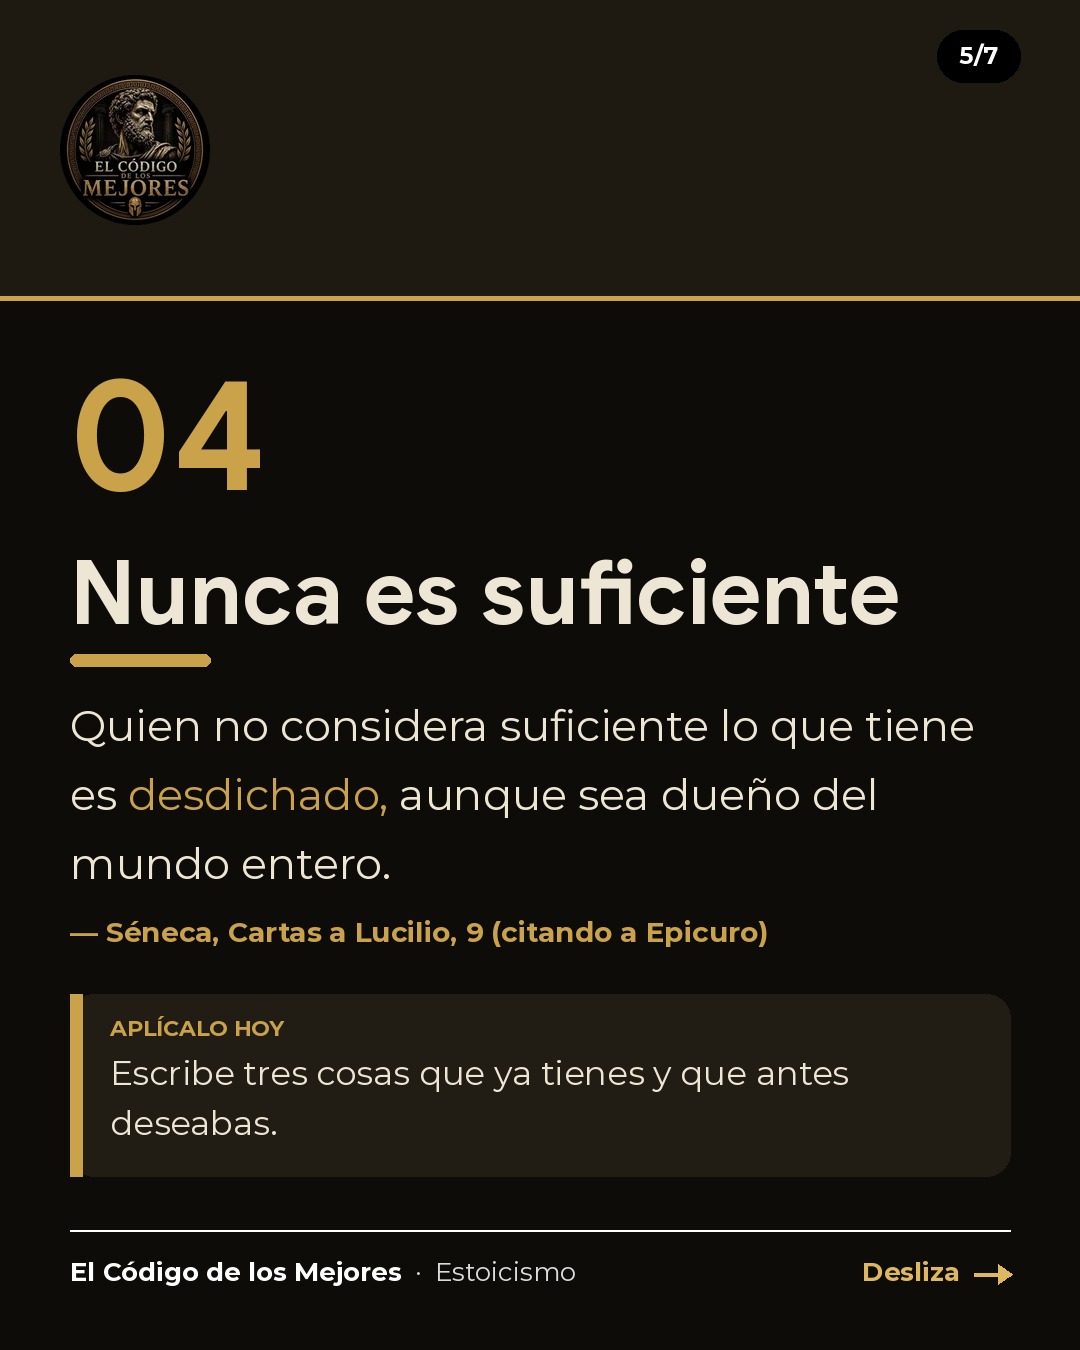 5/7
EL CÓDIGO
DE LOS
MEJORES
04
Nunca es suficiente
Quien no considera suficiente lo que tiene
es desdichado, aunque sea dueño del
mundo entero.
— Séneca, Cartas a Lucilio, 9 (citando a Epicuro)
APLÍCALO HOY
Escribe tres cosas que ya tienes y que antes
deseabas.
El Código de los Mejores · Estoicismo
Desliza